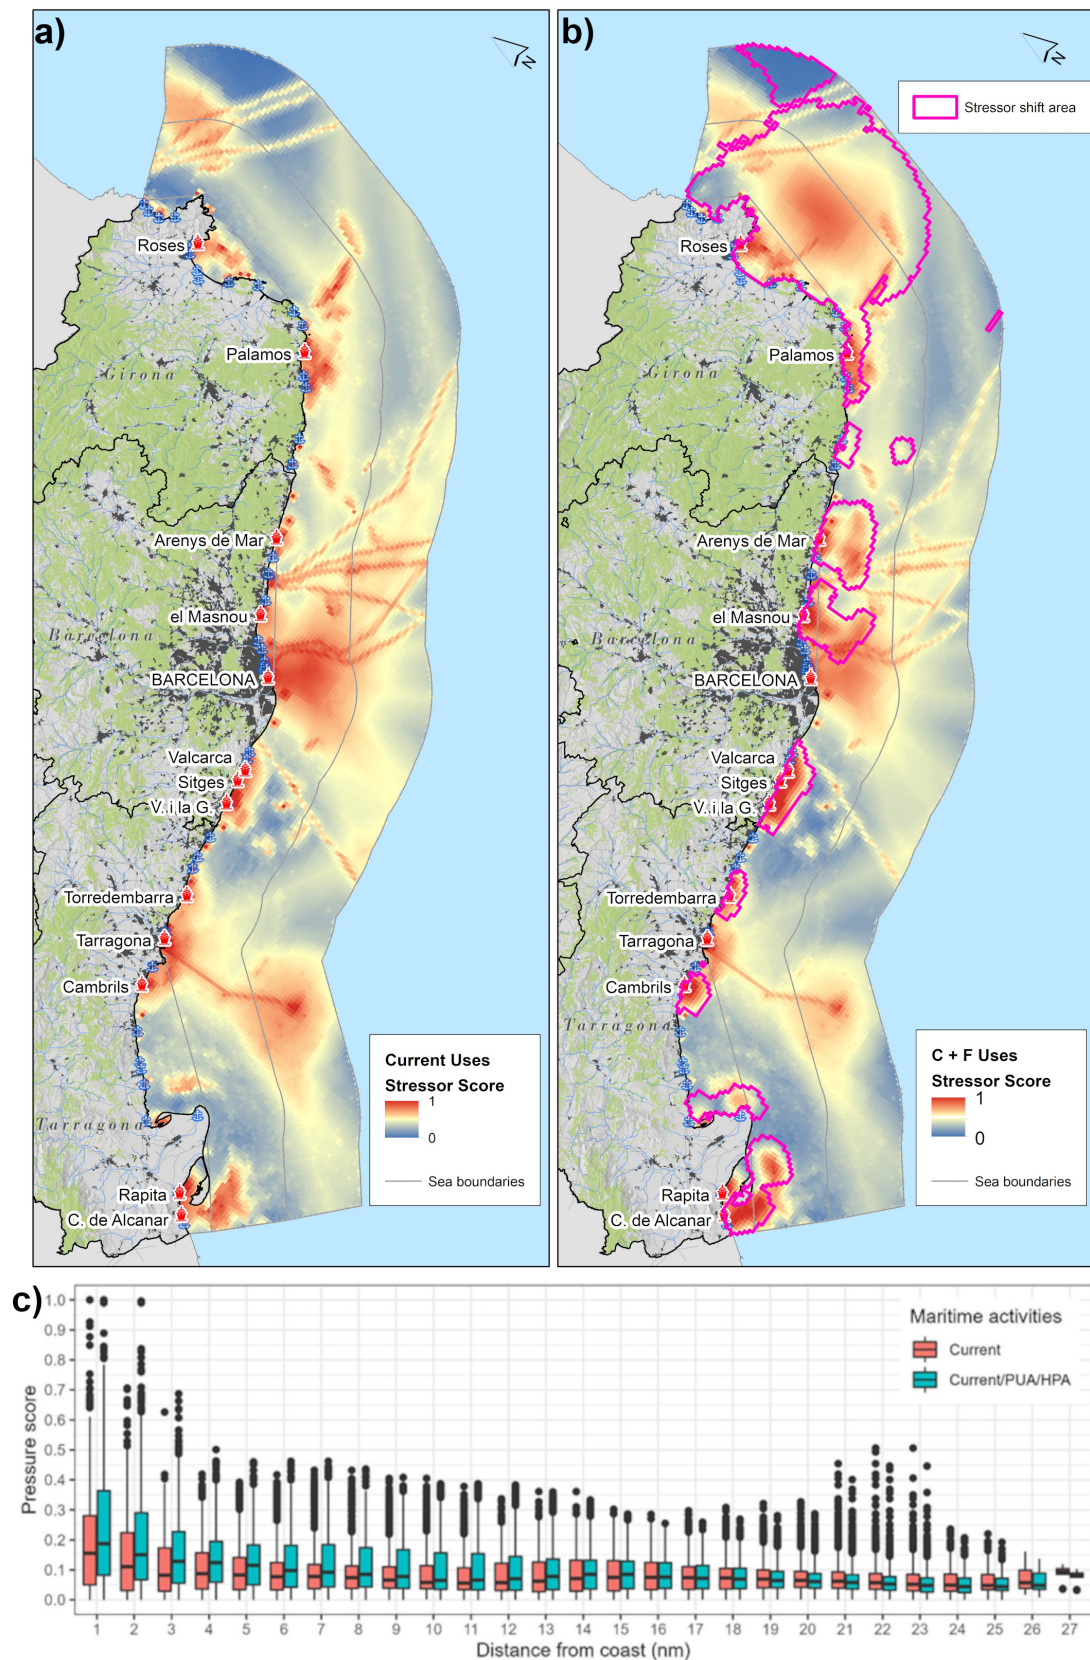 a)
N
Roses
Palamos
Girona
Arenys de Mar
el Masnou
Barcelona
BARCELONA
Valcarca
Sitges
V. i la G.
Torredembarra
Tarragona
Cambrils
Tarragona
Rapita
C. de Alcanar
Current Uses
Stressor Score
1
0
Sea boundaries
b)
N
Stressor shift area
Roses
Palamos
Girona
Arenys de Mar
el Masnou
Barcelona
BARCELONA
Valcarca
Sitges
V. i la G.
Torredembarra
Tarragona
Cambrils
Tarragona
Rapita
C. de Alcanar
C + F Uses
Stressor Score
1
0
Sea boundaries
c)
Pressure score
1.0
0.9
0.8
0.7
0.6
0.5
0.4
0.3
0.2
0.1
0.0
Maritime activities
Current
Current/PUA/HPA
1 2 3 4 5 6 7 8 9 10 11 12 13 14 15 16 17 18 19 20 21 22 23 24 25 26 27
Distance from coast (nm)